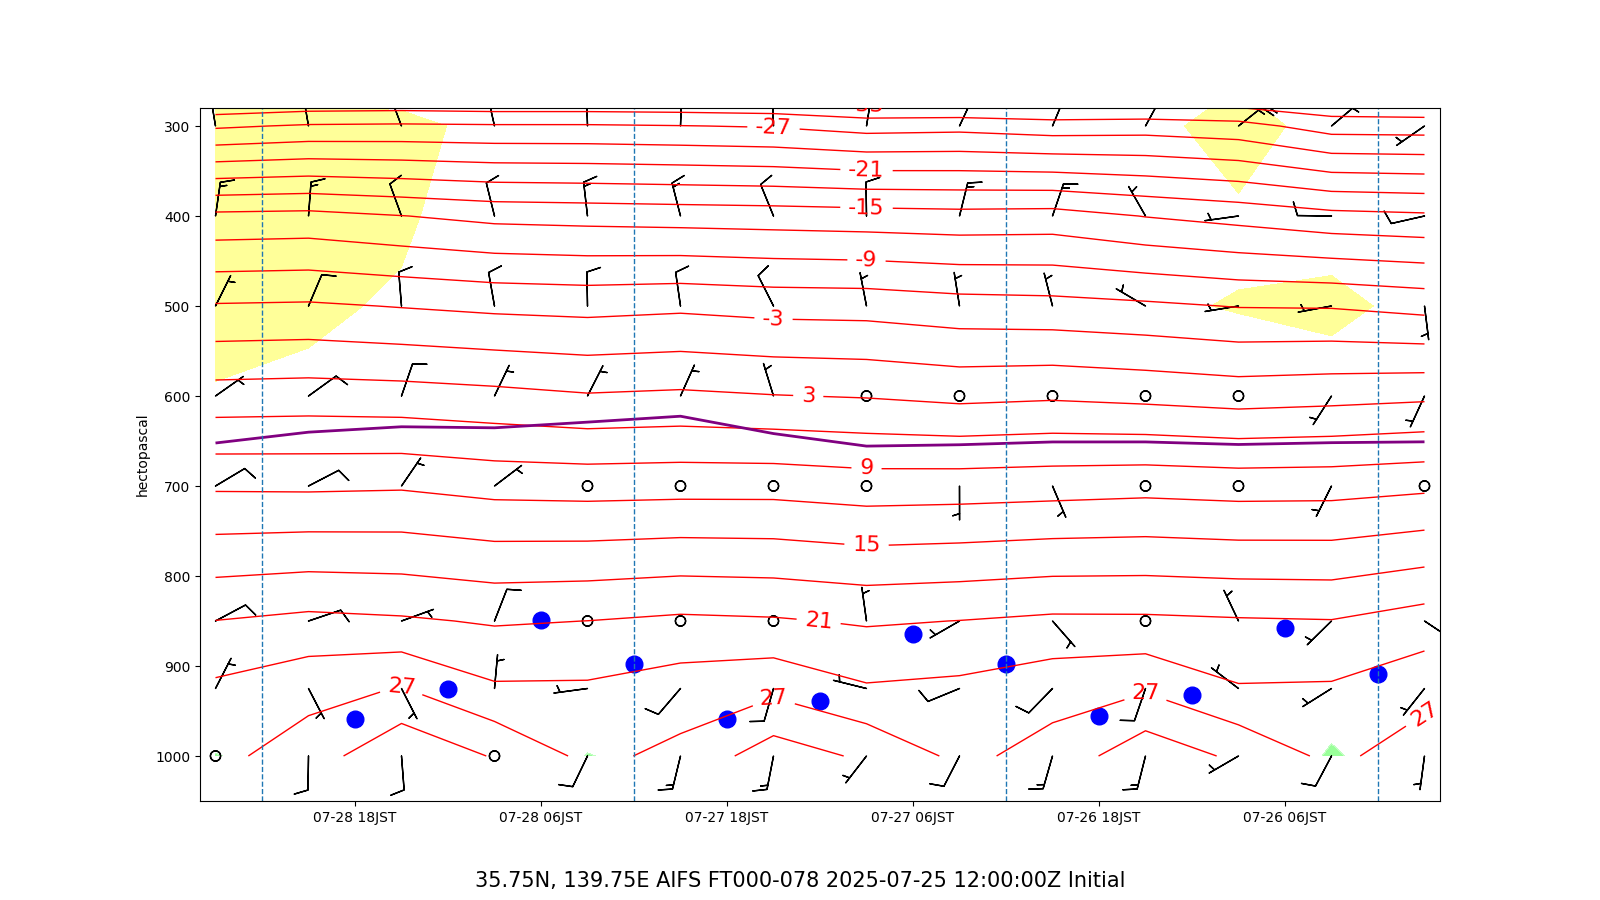 300
400
500
600
700
800
900
1000
hectopascal
-27
-21
-15
-9
-3
3
9
15
21
27
27
27
27
07-28 18JST
07-28 06JST
07-27 18JST
07-27 06JST
07-26 18JST
07-26 06JST
35.75N, 139.75E AIFS FT000-078 2025-07-25 12:00:00Z Initial